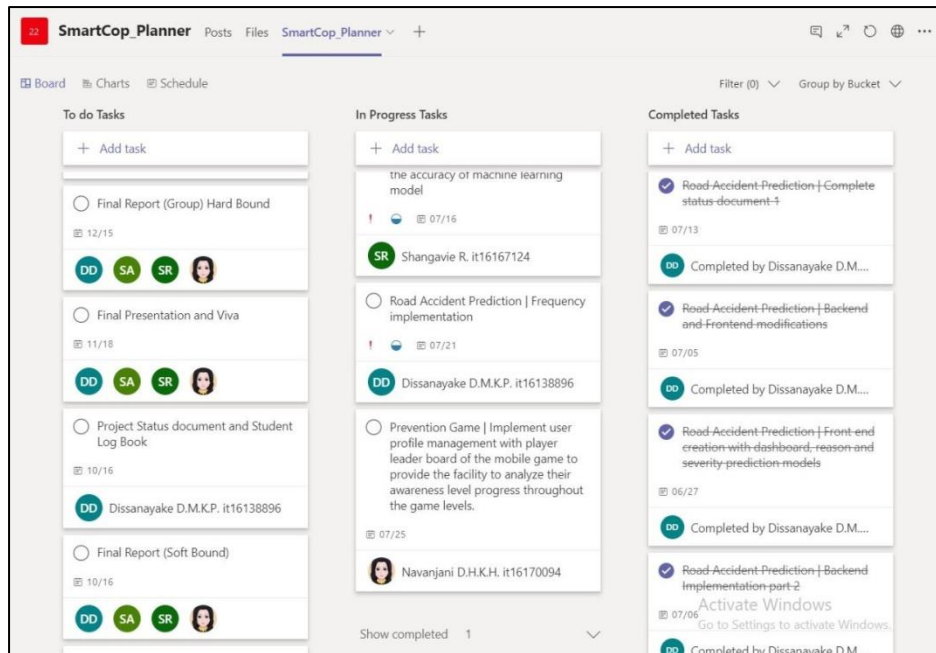 22 SmartCop_Planner Posts Files SmartCop_Planner
Board Charts Schedule Filter (0) Group by Bucket
To do Tasks
Add task
Final Report (Group) Hard Bound
12/15
DD SA SR
Final Presentation and Viva
11/18
DD SA SR
Project Status document and Student
Log Book
10/16
DD Dissanayake D.M.K.P. it16138896
Final Report (Soft Bound)
10/16
DD SA SR
In Progress Tasks
Add task
the accuracy of machine learning
model
07/16
SR Shangavie R. it16167124
Road Accident Prediction | Frequency
implementation
07/21
DD Dissanayake D.M.K.P. it16138896
Prevention Game | Implement user
profile management with player
leader board of the mobile game to
provide the facility to analyze their
awareness level progress throughout
the game levels.
07/25
Navanjani D.H.K.H. it16170094
Show completed 1
Completed Tasks
Add task
Road Accident Prediction | Complete
status document 1
07/13
DD Completed by Dissanayake D.M....
Road Accident Prediction | Backend
and Frontend modifications
07/05
DD Completed by Dissanayake D.M....
Road Accident Prediction | Front end
creation with dashboard, reason and
severity prediction models
06/27
DD Completed by Dissanayake D.M....
Road Accident Prediction | Backend
Implementation part 2
07/06
DD Completed by Dissanayake D.M....
Activate Windows
Go to Settings to activate Windows.